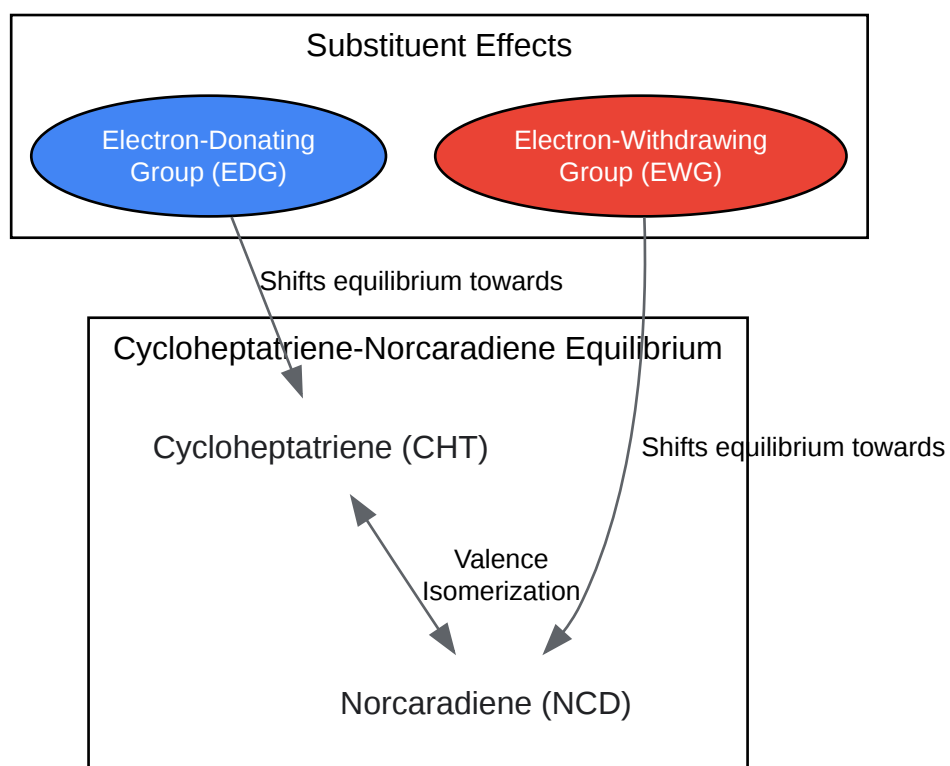 Substituent Effects
Electron-Donating
Group (EDG)
Electron-Withdrawing
Group (EWG)
Shifts equilibrium towards
Cycloheptatriene-Norcaradiene Equilibrium
Cycloheptatriene (CHT)
Shifts equilibrium towards
Valence
Isomerization
Norcaradiene (NCD)